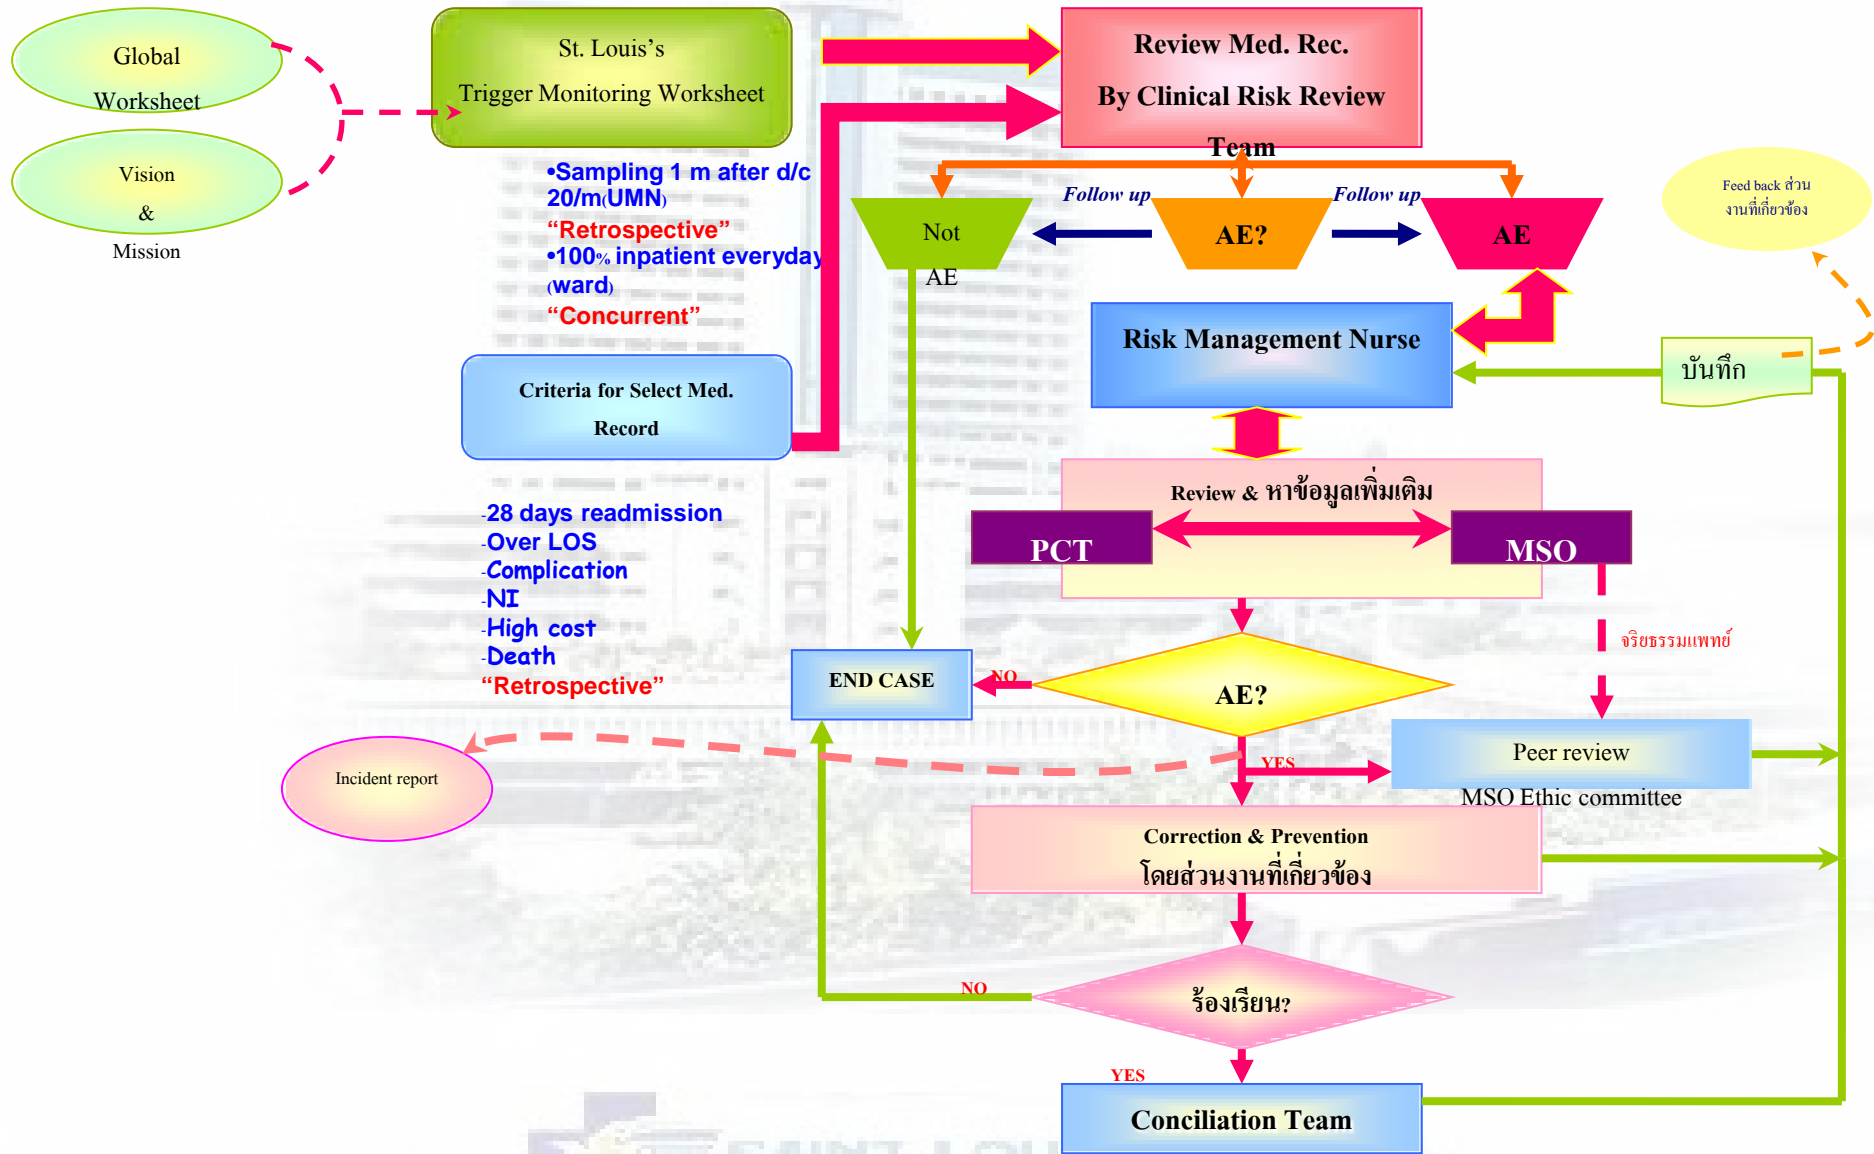 Global
Worksheet
Vision
&
Mission
St. Louis's
Trigger Monitoring Worksheet
•Sampling 1 m after d/c
20/m(UMN)
“Retrospective”
•100% inpatient everyday
(ward)
“Concurrent”
Criteria for Select Med.
Record
-28 days readmission
-Over LOS
-Complication
-NI
-High cost
-Death
“Retrospective”
Review Med. Rec.
By Clinical Risk Review
Team
Follow up
Follow up
Not
AE
AE?
AE
Feed back ส่วน
งานที่เกี่ยวข้อง
Risk Management Nurse
บันทึก
Review & หาข้อมูลเพิ่มเติม
PCT
MSO
จริยธรรมแพทย์
END CASE
NO
AE?
YES
Incident report
Peer review
MSO Ethic committee
Correction & Prevention
โดยส่วนงานที่เกี่ยวข้อง
NO
ร้องเรียน?
YES
Conciliation Team
SAINT LOU